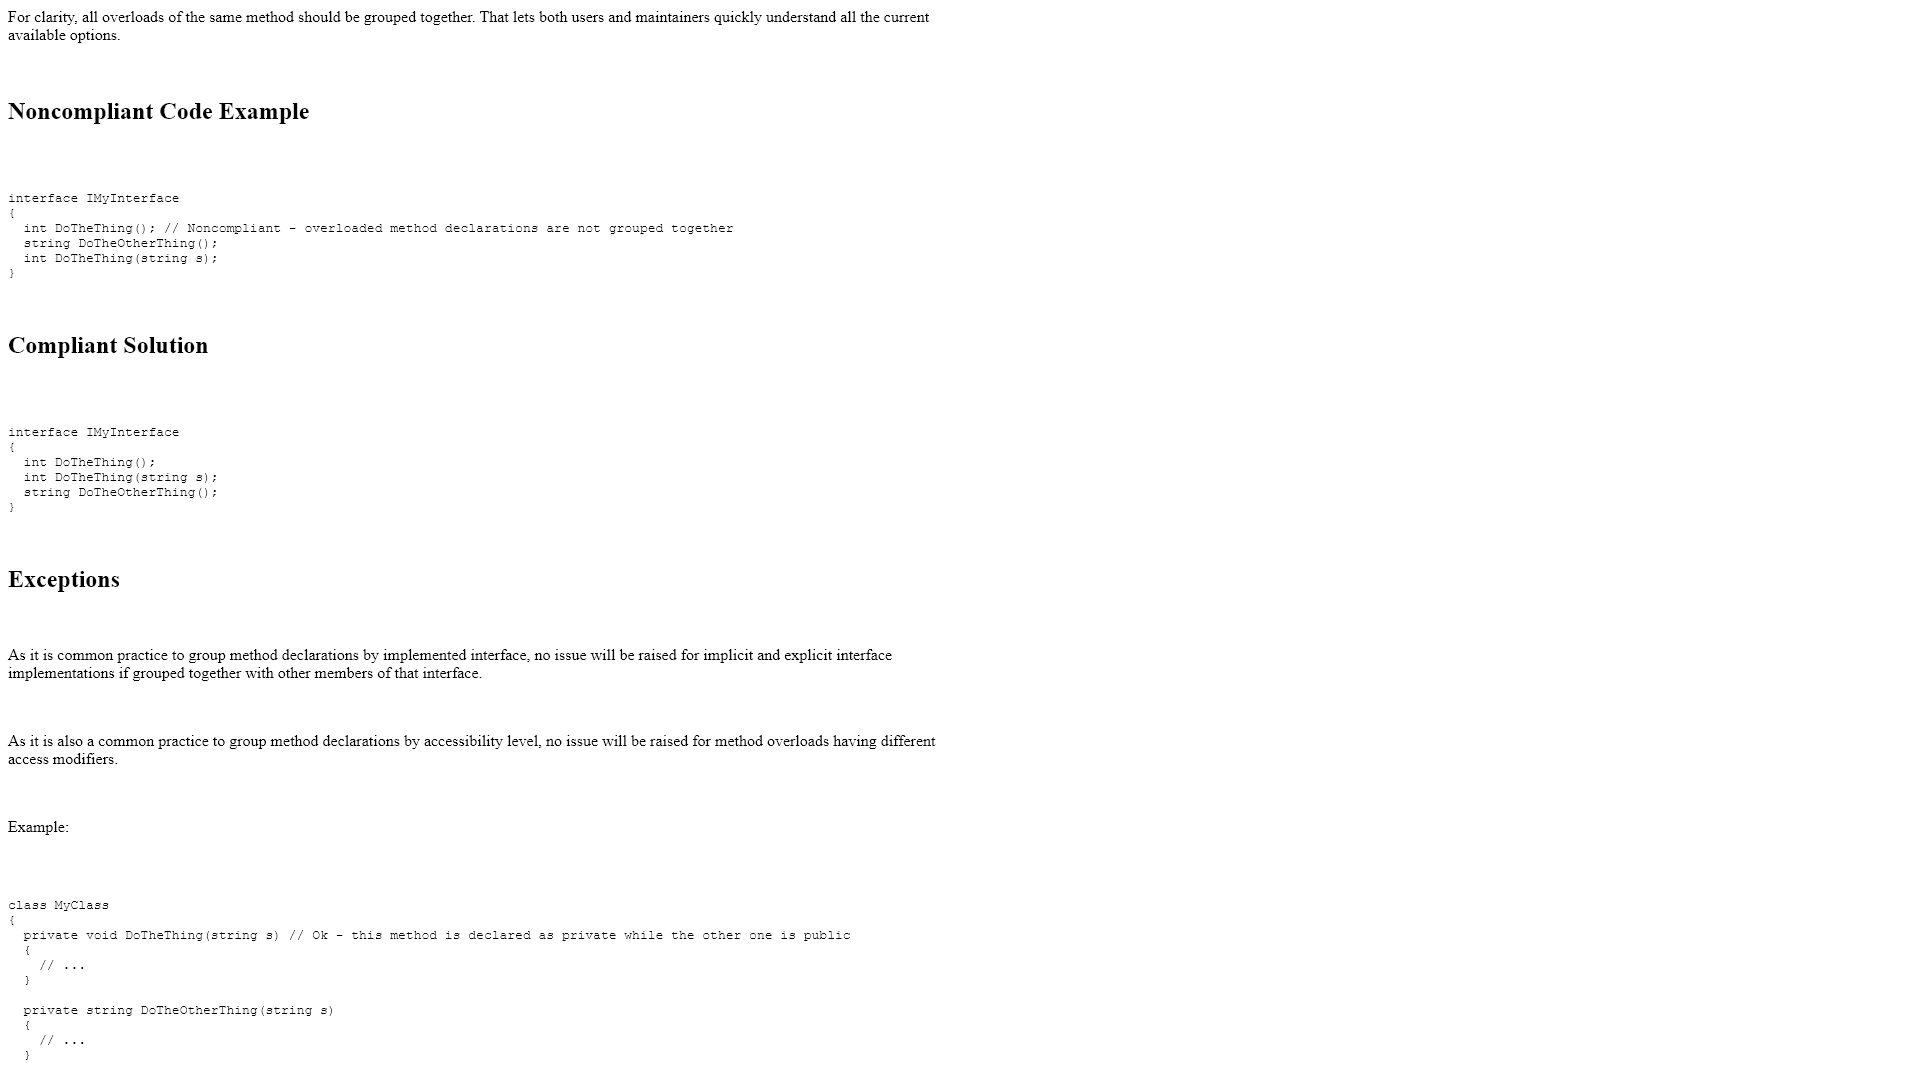 For clarity, all overloads of the same method should be grouped together. That lets both users and maintainers quickly understand all the current
available options.
Noncompliant Code Example
interface IMyInterface
{
  int DoTheThing(); // Noncompliant - overloaded method declarations are not grouped together
  string DoTheOtherThing();
  int DoTheThing(string s);
}
Compliant Solution
interface IMyInterface
{
  int DoTheThing();
  int DoTheThing(string s);
  string DoTheOtherThing();
}
Exceptions
As it is common practice to group method declarations by implemented interface, no issue will be raised for implicit and explicit interface
implementations if grouped together with other members of that interface.
As it is also a common practice to group method declarations by accessibility level, no issue will be raised for method overloads having different
access modifiers.
Example:
class MyClass
{
  private void DoTheThing(string s) // Ok - this method is declared as private while the other one is public
  {
    // ...
  }
  private string DoTheOtherThing(string s)
  {
    // ...
  }